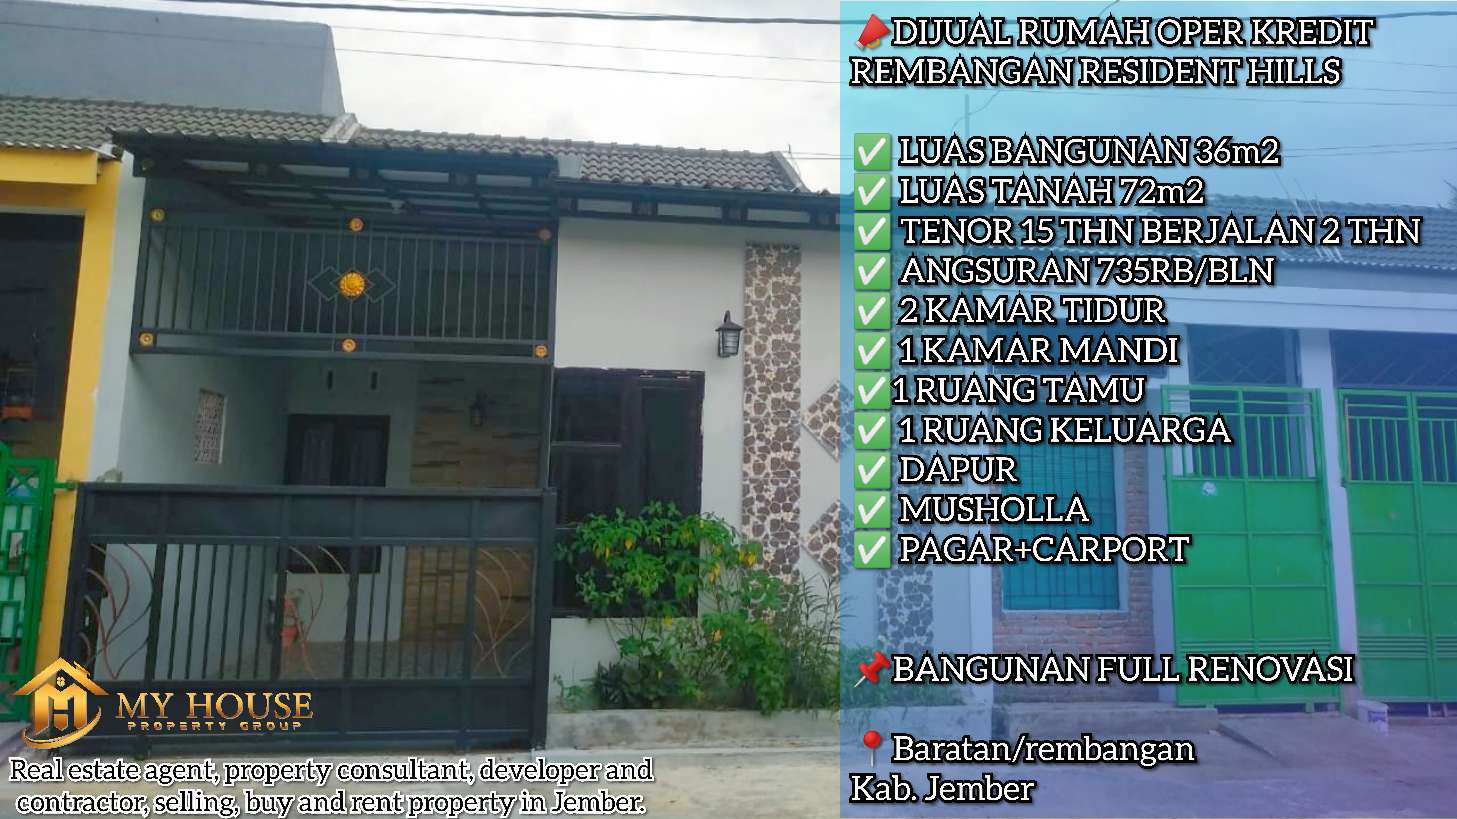 📣DIJUAL RUMAH OPER KREDIT
REMBANGAN RESIDENT HILLS
✅ LUAS BANGUNAN 36m2
✅ LUAS TANAH 72m2
✅ TENOR 15 THN BERJALAN 2 THN
✅ ANGSURAN 735RB/BLN
✅ 2 KAMAR TIDUR
✅ 1 KAMAR MANDI
✅1 RUANG TAMU
✅ 1 RUANG KELUARGA
✅ DAPUR
✅ MUSHOLLA
✅ PAGAR+CARPORT
📌BANGUNAN FULL RENOVASI
📍Baratan/rembangan
Kab. Jember
MY HOUSE
PROPERTY GROUP
Real estate agent, property consultant, developer and
contractor, selling, buy and rent property in Jember.